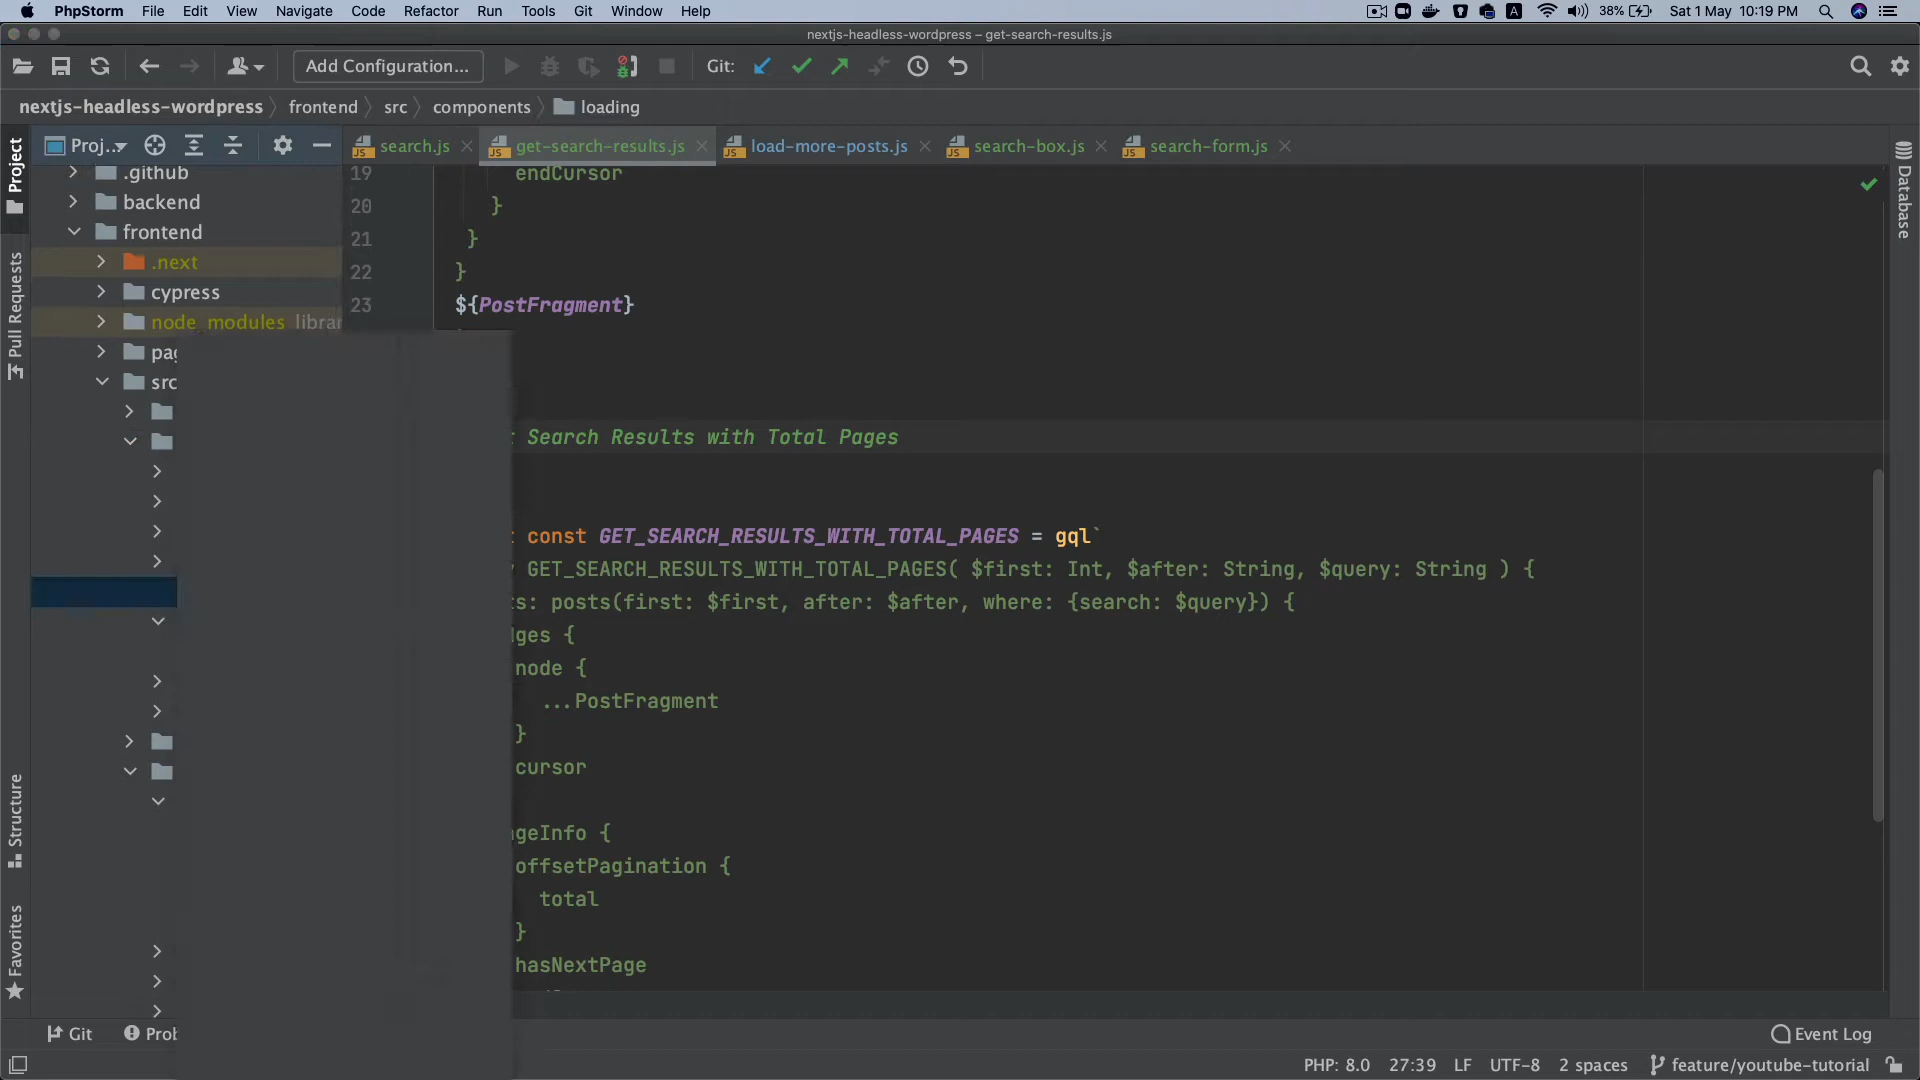 PhpStorm File Edit View Navigate Code Refactor Run Tools Git Window Help A 38% Sat 1 May 10:19 PM
nextjs-headless-wordpress – get-search-results.js
Add Configuration... Git:
nextjs-headless-wordpress frontend src components loading
Project Proj... search.js get-search-results.js load-more-posts.js search-box.js search-form.js Database
.github 19 endCursor
backend 20 }
frontend 21 }
.next 22 }
cypress 23 ${PostFragment}
node_modules librar
Pull Requests
pag
src
Search Results with Total Pages
const GET_SEARCH_RESULTS_WITH_TOTAL_PAGES = gql`
GET_SEARCH_RESULTS_WITH_TOTAL_PAGES( $first: Int, $after: String, $query: String ) {
ts: posts(first: $first, after: $after, where: {search: $query}) {
dges {
node {
...PostFragment
}
cursor
Structure
ageInfo {
offsetPagination {
total
}
Favorites
hasNextPage
Git Prob Event Log
PHP: 8.0 27:39 LF UTF-8 2 spaces feature/youtube-tutorial